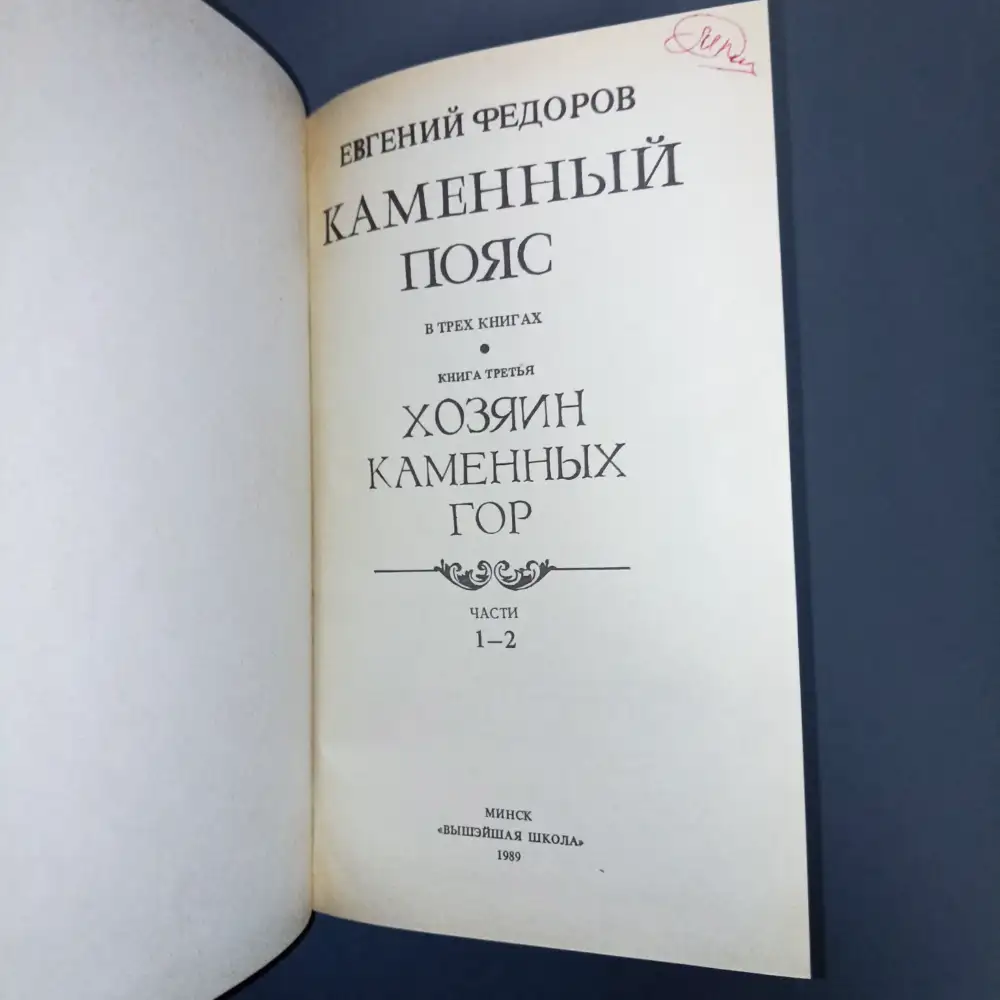 ЕВГЕНИЙ ФЕДОРОВ
КАМЕННЫЙ
ПОЯС
В ТРЕХ КНИГАХ
КНИГА ТРЕТЬЯ
ХОЗЯИН
КАМЕННЫХ
ГОР
ЧАСТИ
1—2
МИНСК
«ВЫШЭЙШАЯ ШКОЛА»
1989